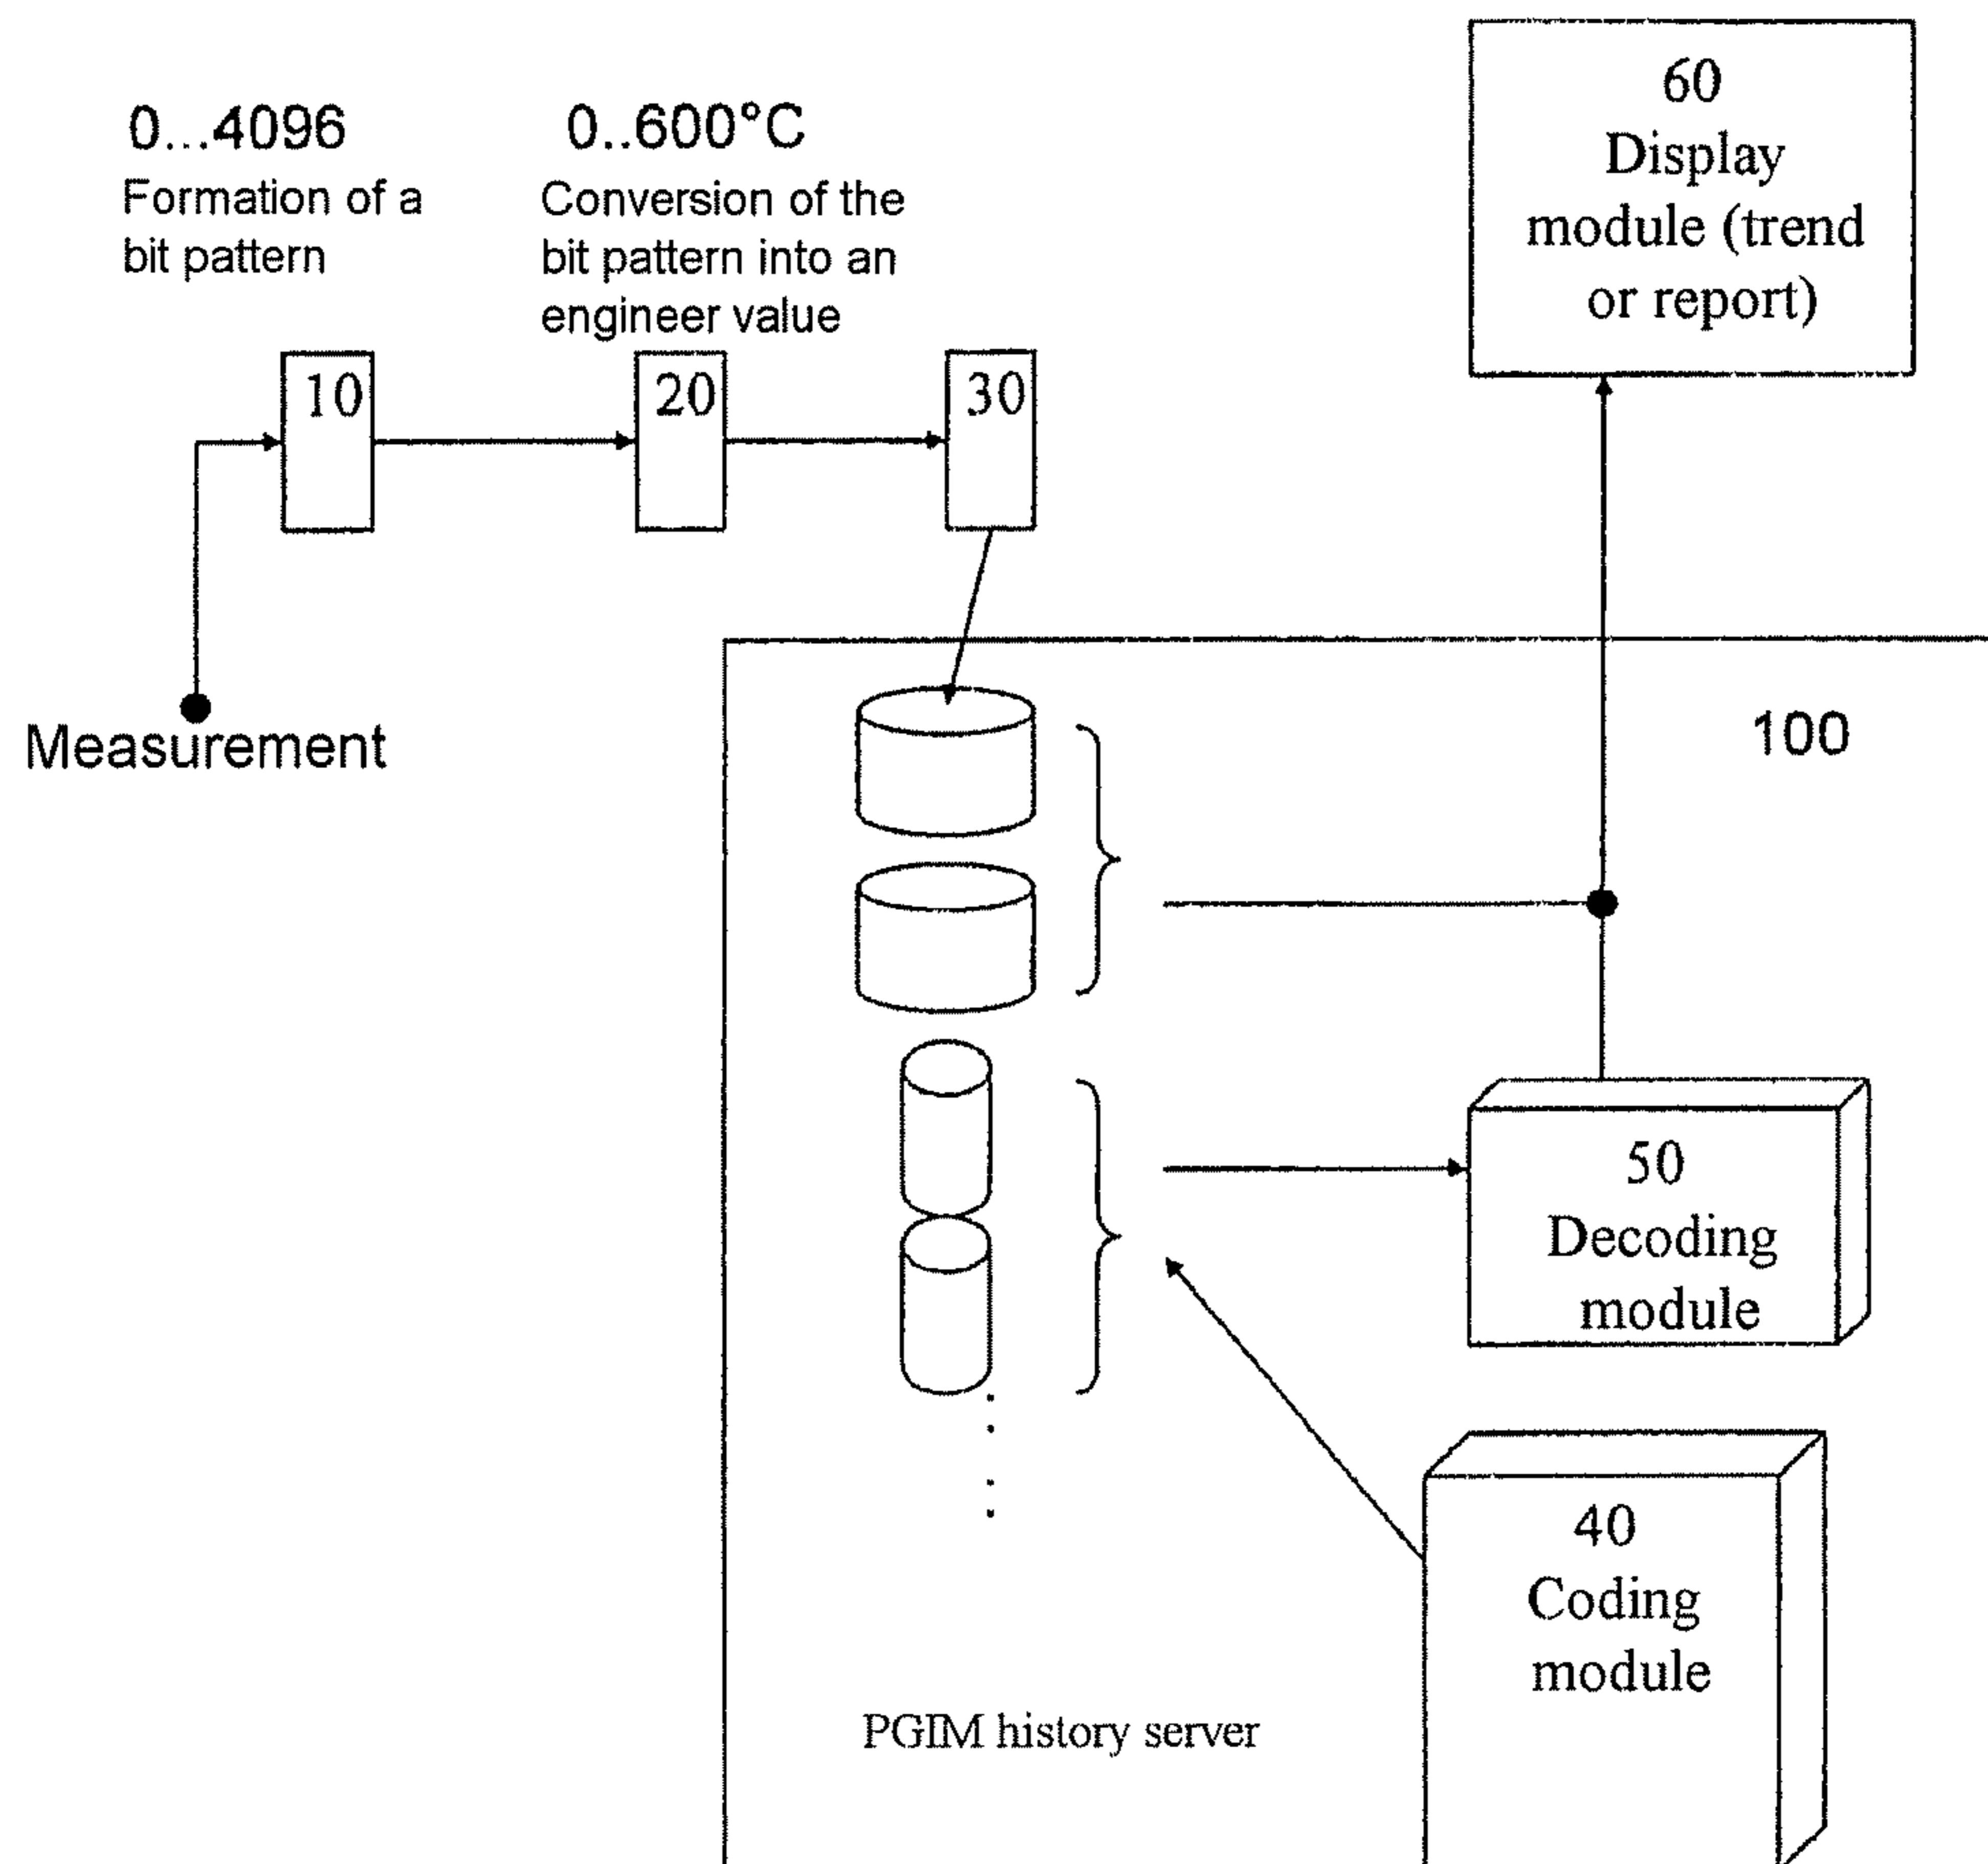 0...4096
Formation of a
bit pattern
0..600°C
Conversion of the
bit pattern into an
engineer value
60
Display
module (trend
or report)
10
20
30
Measurement
100
50
Decoding
module
40
Coding
module
PGIM history server